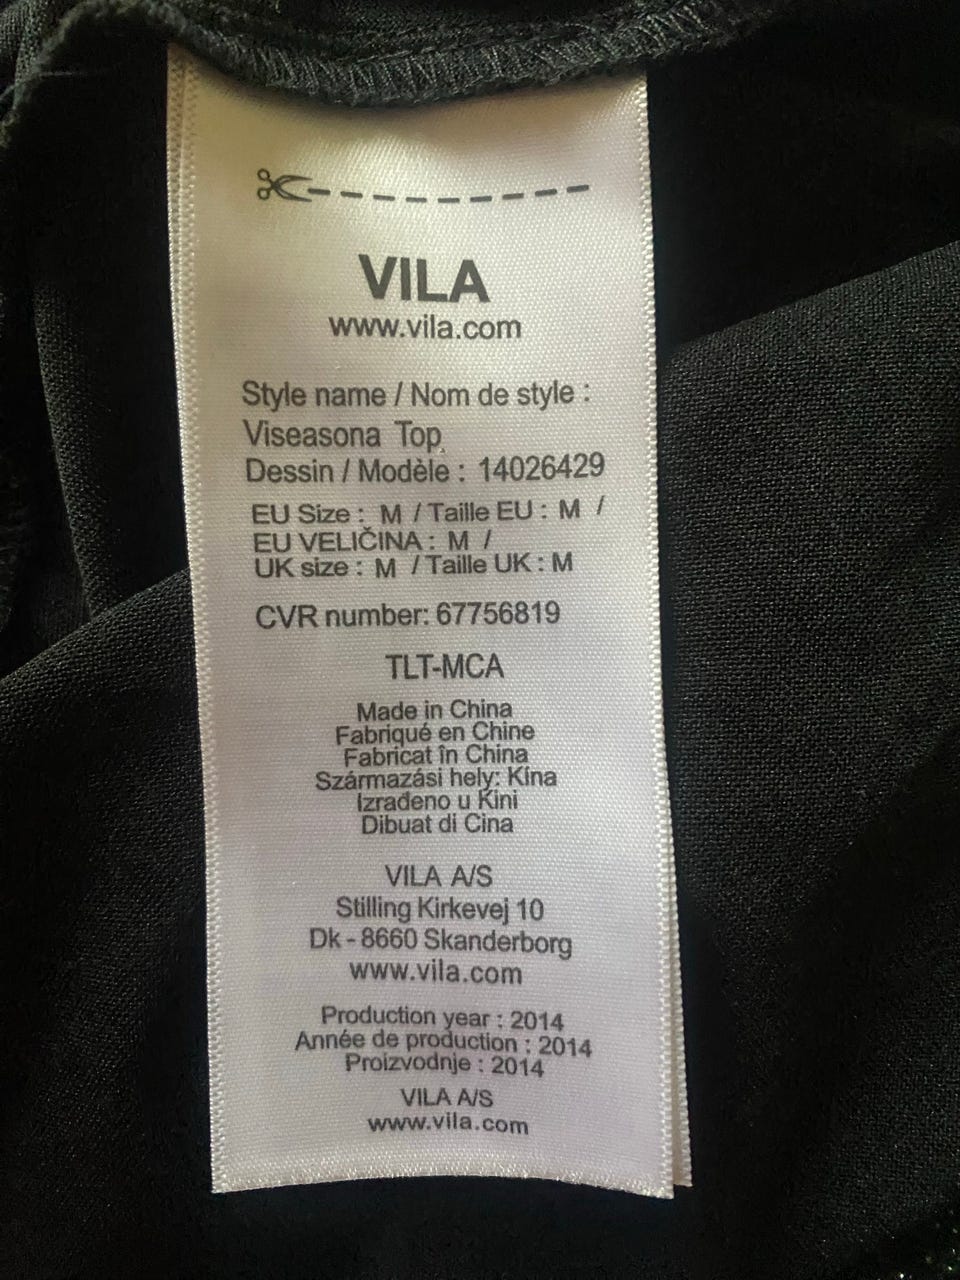 VILA
www.vila.com
Style name / Nom de style :
Viseasona Top
Dessin / Modèle : 14026429
EU Size : M / Taille EU : M /
EU VELIČINA : M /
UK size : M / Taille UK : M
CVR number: 67756819
TLT-MCA
Made in China
Fabriqué en Chine
Fabricat în China
Származási hely: Kína
Izrađeno u Kini
Dibuat di Cina
VILA A/S
Stilling Kirkevej 10
Dk - 8660 Skanderborg
www.vila.com
Production year : 2014
Année de production : 2014
Proizvodnje : 2014
VILA A/S
www.vila.com